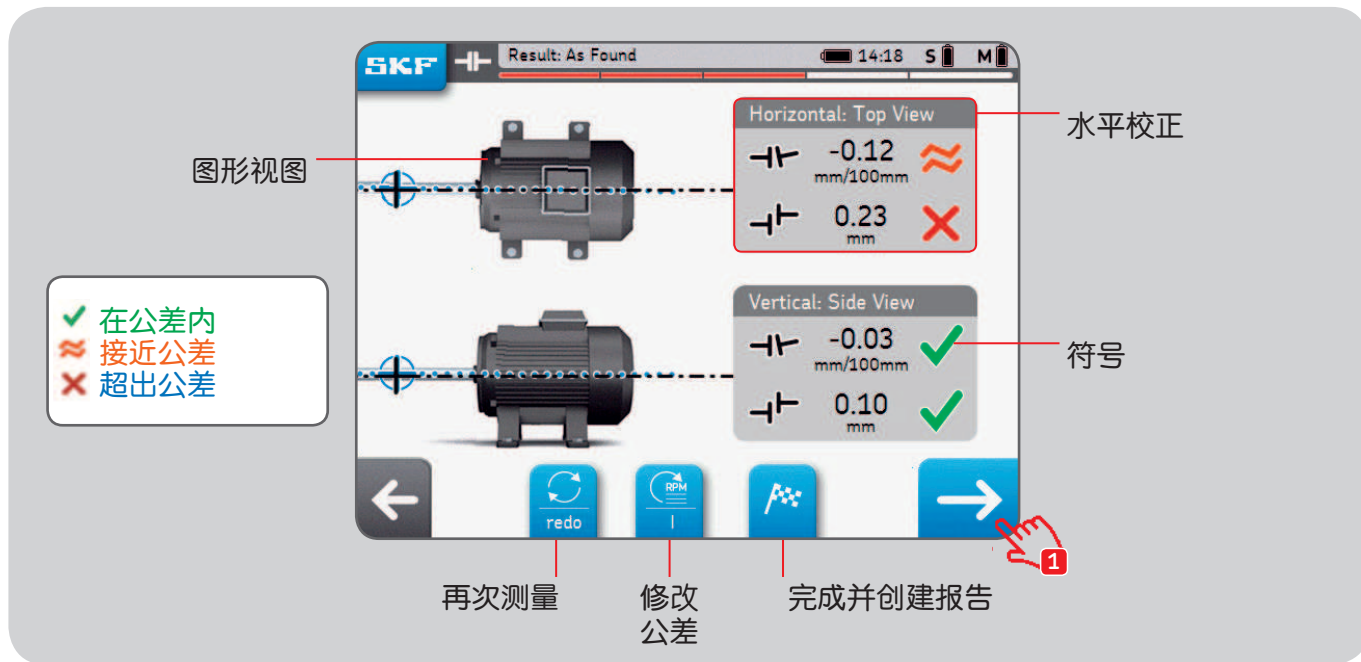 SKF
Result: As Found
14:18 S M
Horizontal: Top View
-0.12
mm/100mm
0.23
mm
水平校正
图形视图
在公差内
接近公差
超出公差
Vertical: Side View
-0.03
mm/100mm
0.10
mm
符号
redo
RPM
I
1
再次测量
修改
公差
完成并创建报告